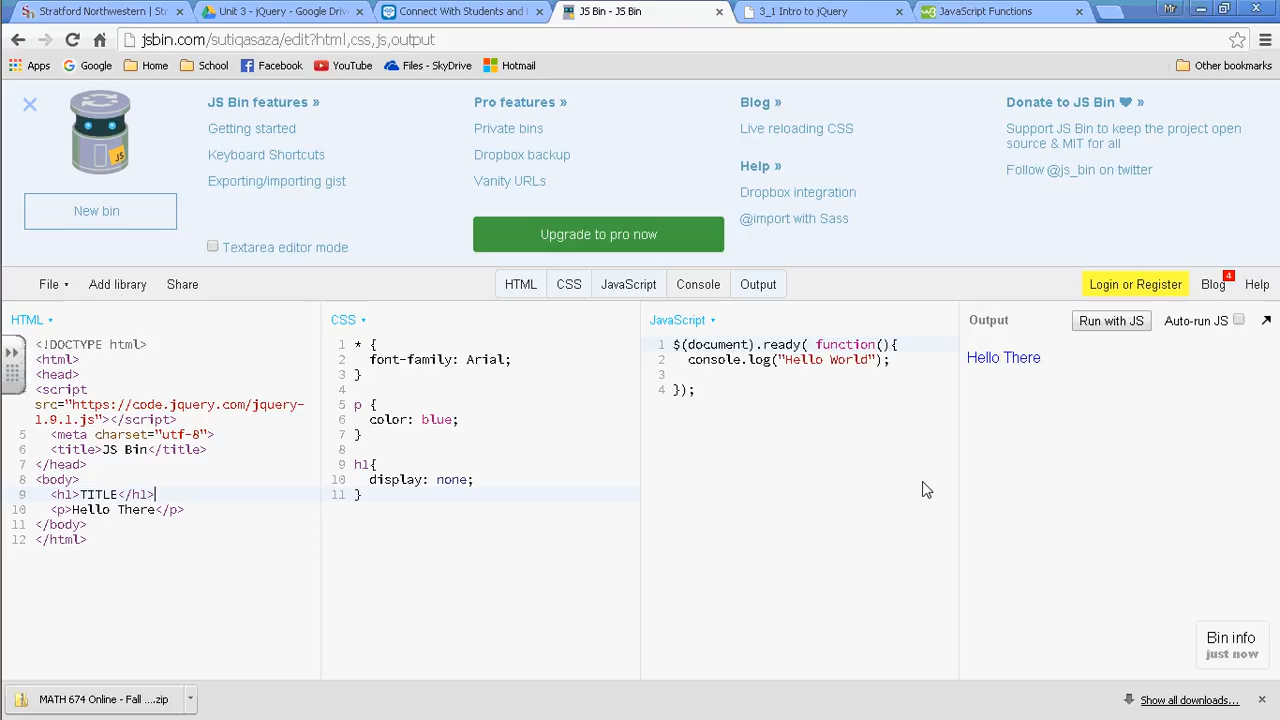 Stratford Northwestern | Str
Unit 3 - jQuery - Google Driv
Connect With Students and
JS Bin - JS Bin
3_1 Intro to jQuery
JavaScript Functions
Mr
jsbin.com/sutiqasaza/edit?html,css,js,output
Apps
Google
Home
School
Facebook
YouTube
Files - SkyDrive
Hotmail
Other bookmarks
JS Bin features »
Pro features »
Blog »
Donate to JS Bin ♥ »
Getting started
Private bins
Live reloading CSS
Support JS Bin to keep the project open
source & MIT for all
Keyboard Shortcuts
Dropbox backup
Help »
Follow @js_bin on twitter
Exporting/importing gist
Vanity URLs
Dropbox integration
JS
New bin
@import with Sass
Upgrade to pro now
Textarea editor mode
File
Add library
Share
HTML
CSS
JavaScript
Console
Output
Login or Register
Blog
4
Help
HTML
<!DOCTYPE html>
<html>
<head>
<script
src="https://code.jquery.com/jquery-
1.9.1.js"></script>
5 <meta charset="utf-8">
6 <title>JS Bin</title>
7 </head>
8 <body>
9 <h1>TITLE</h1>
10 <p>Hello There</p>
11 </body>
12 </html>
CSS
1 * {
2 font-family: Arial;
3 }
4
5 p {
6 color: blue;
7 }
8
9 h1{
10 display: none;
11 }
JavaScript
1 $(document).ready( function(){
2 console.log("Hello World");
3
4 });
Output
Run with JS
Auto-run JS
Hello There
Bin info
just now
MATH 674 Online - Fall ....zip
Show all downloads...